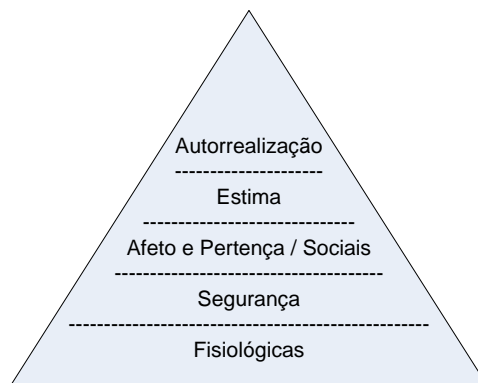 Autorrealização
Estima
Afeto e Pertença / Sociais
Segurança
Fisiológicas